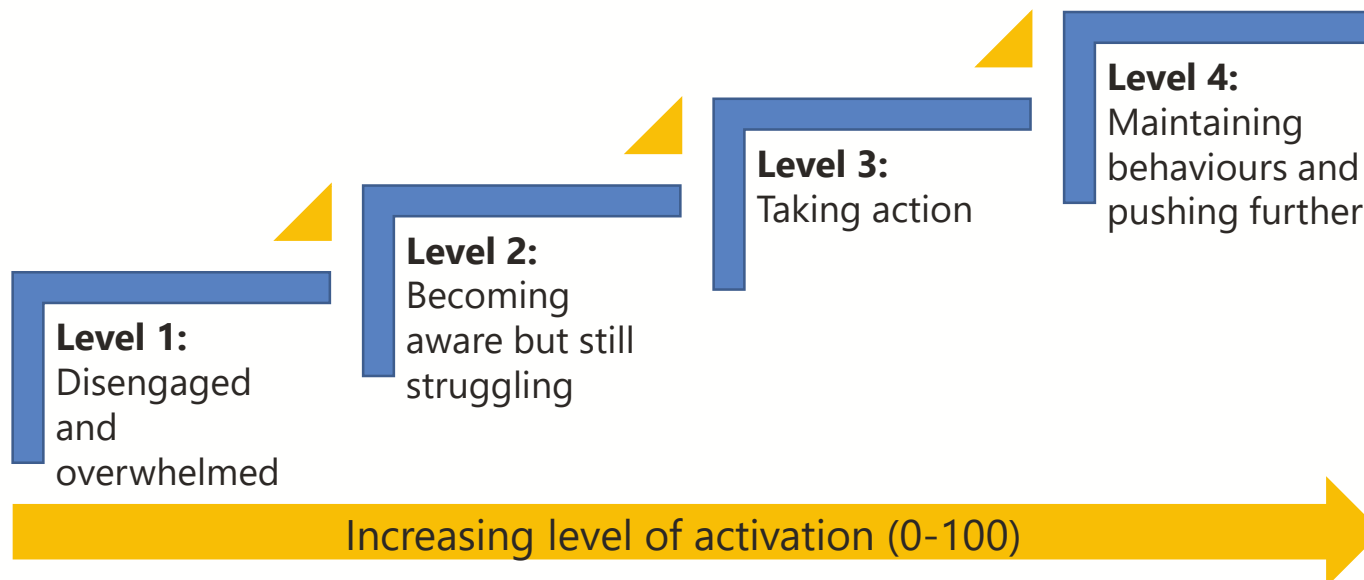 Level 1:
Disengaged
and
overwhelmed
Level 2:
Becoming
aware but still
struggling
Level 3:
Taking action
Level 4:
Maintaining
behaviours and
pushing further
Increasing level of activation (0-100)